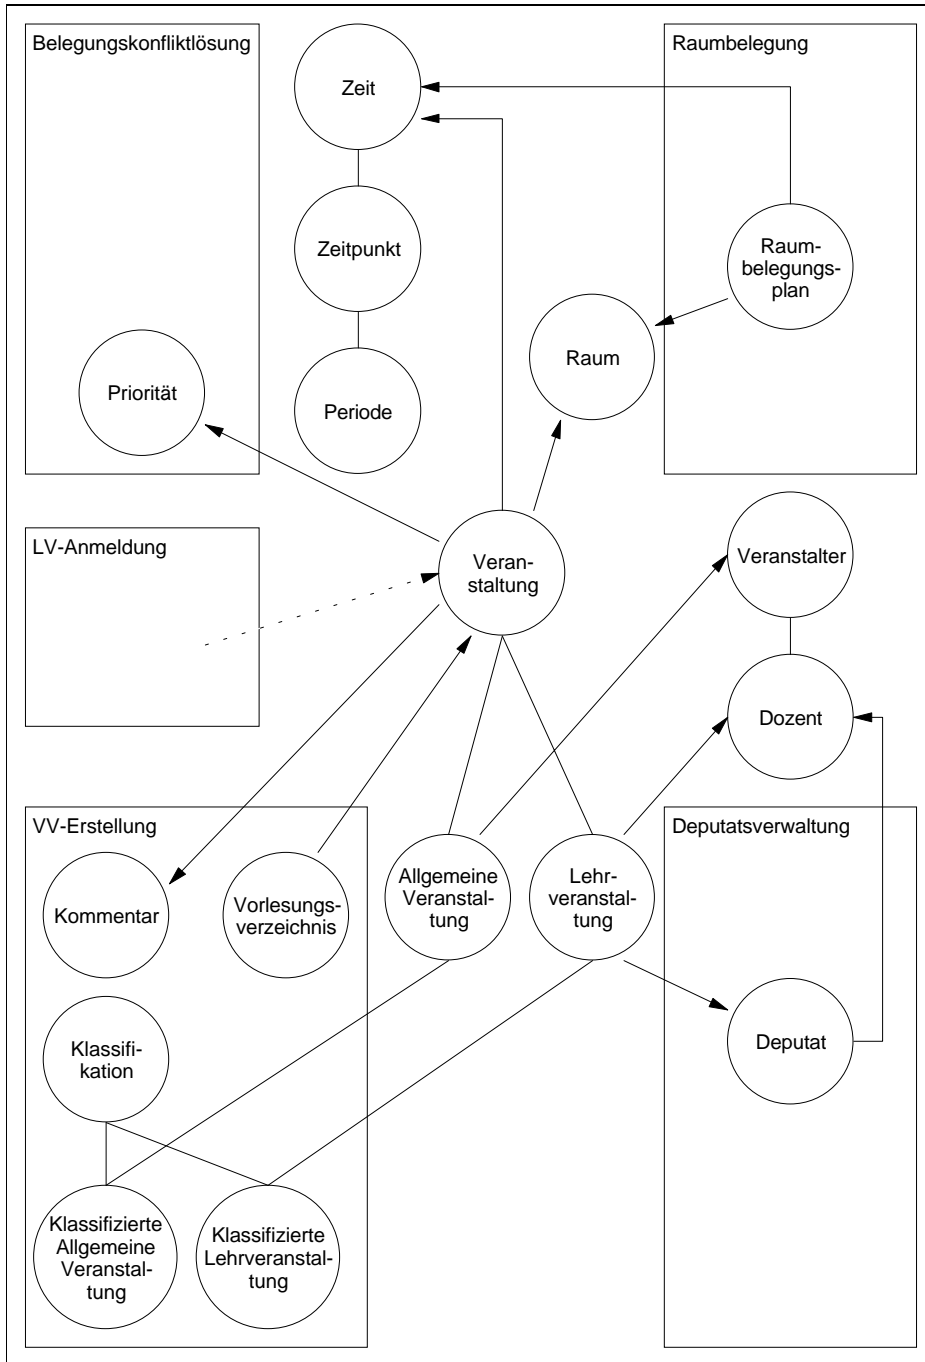 Belegungskonfliktlösung
Raumbelegung
Zeit
Zeitpunkt
Raum-
belegungs-
plan
Raum
Priorität
Periode
LV-Anmeldung
Veran-
staltung
Veranstalter
Dozent
VV-Erstellung
Deputatsverwaltung
Kommentar
Vorlesungs-
verzeichnis
Allgemeine
Veranstal-
tung
Lehr-
veranstal-
tung
Klassifi-
kation
Deputat
Klassifizierte
Allgemeine
Veranstal-
tung
Klassifizierte
Lehrveranstal-
tung